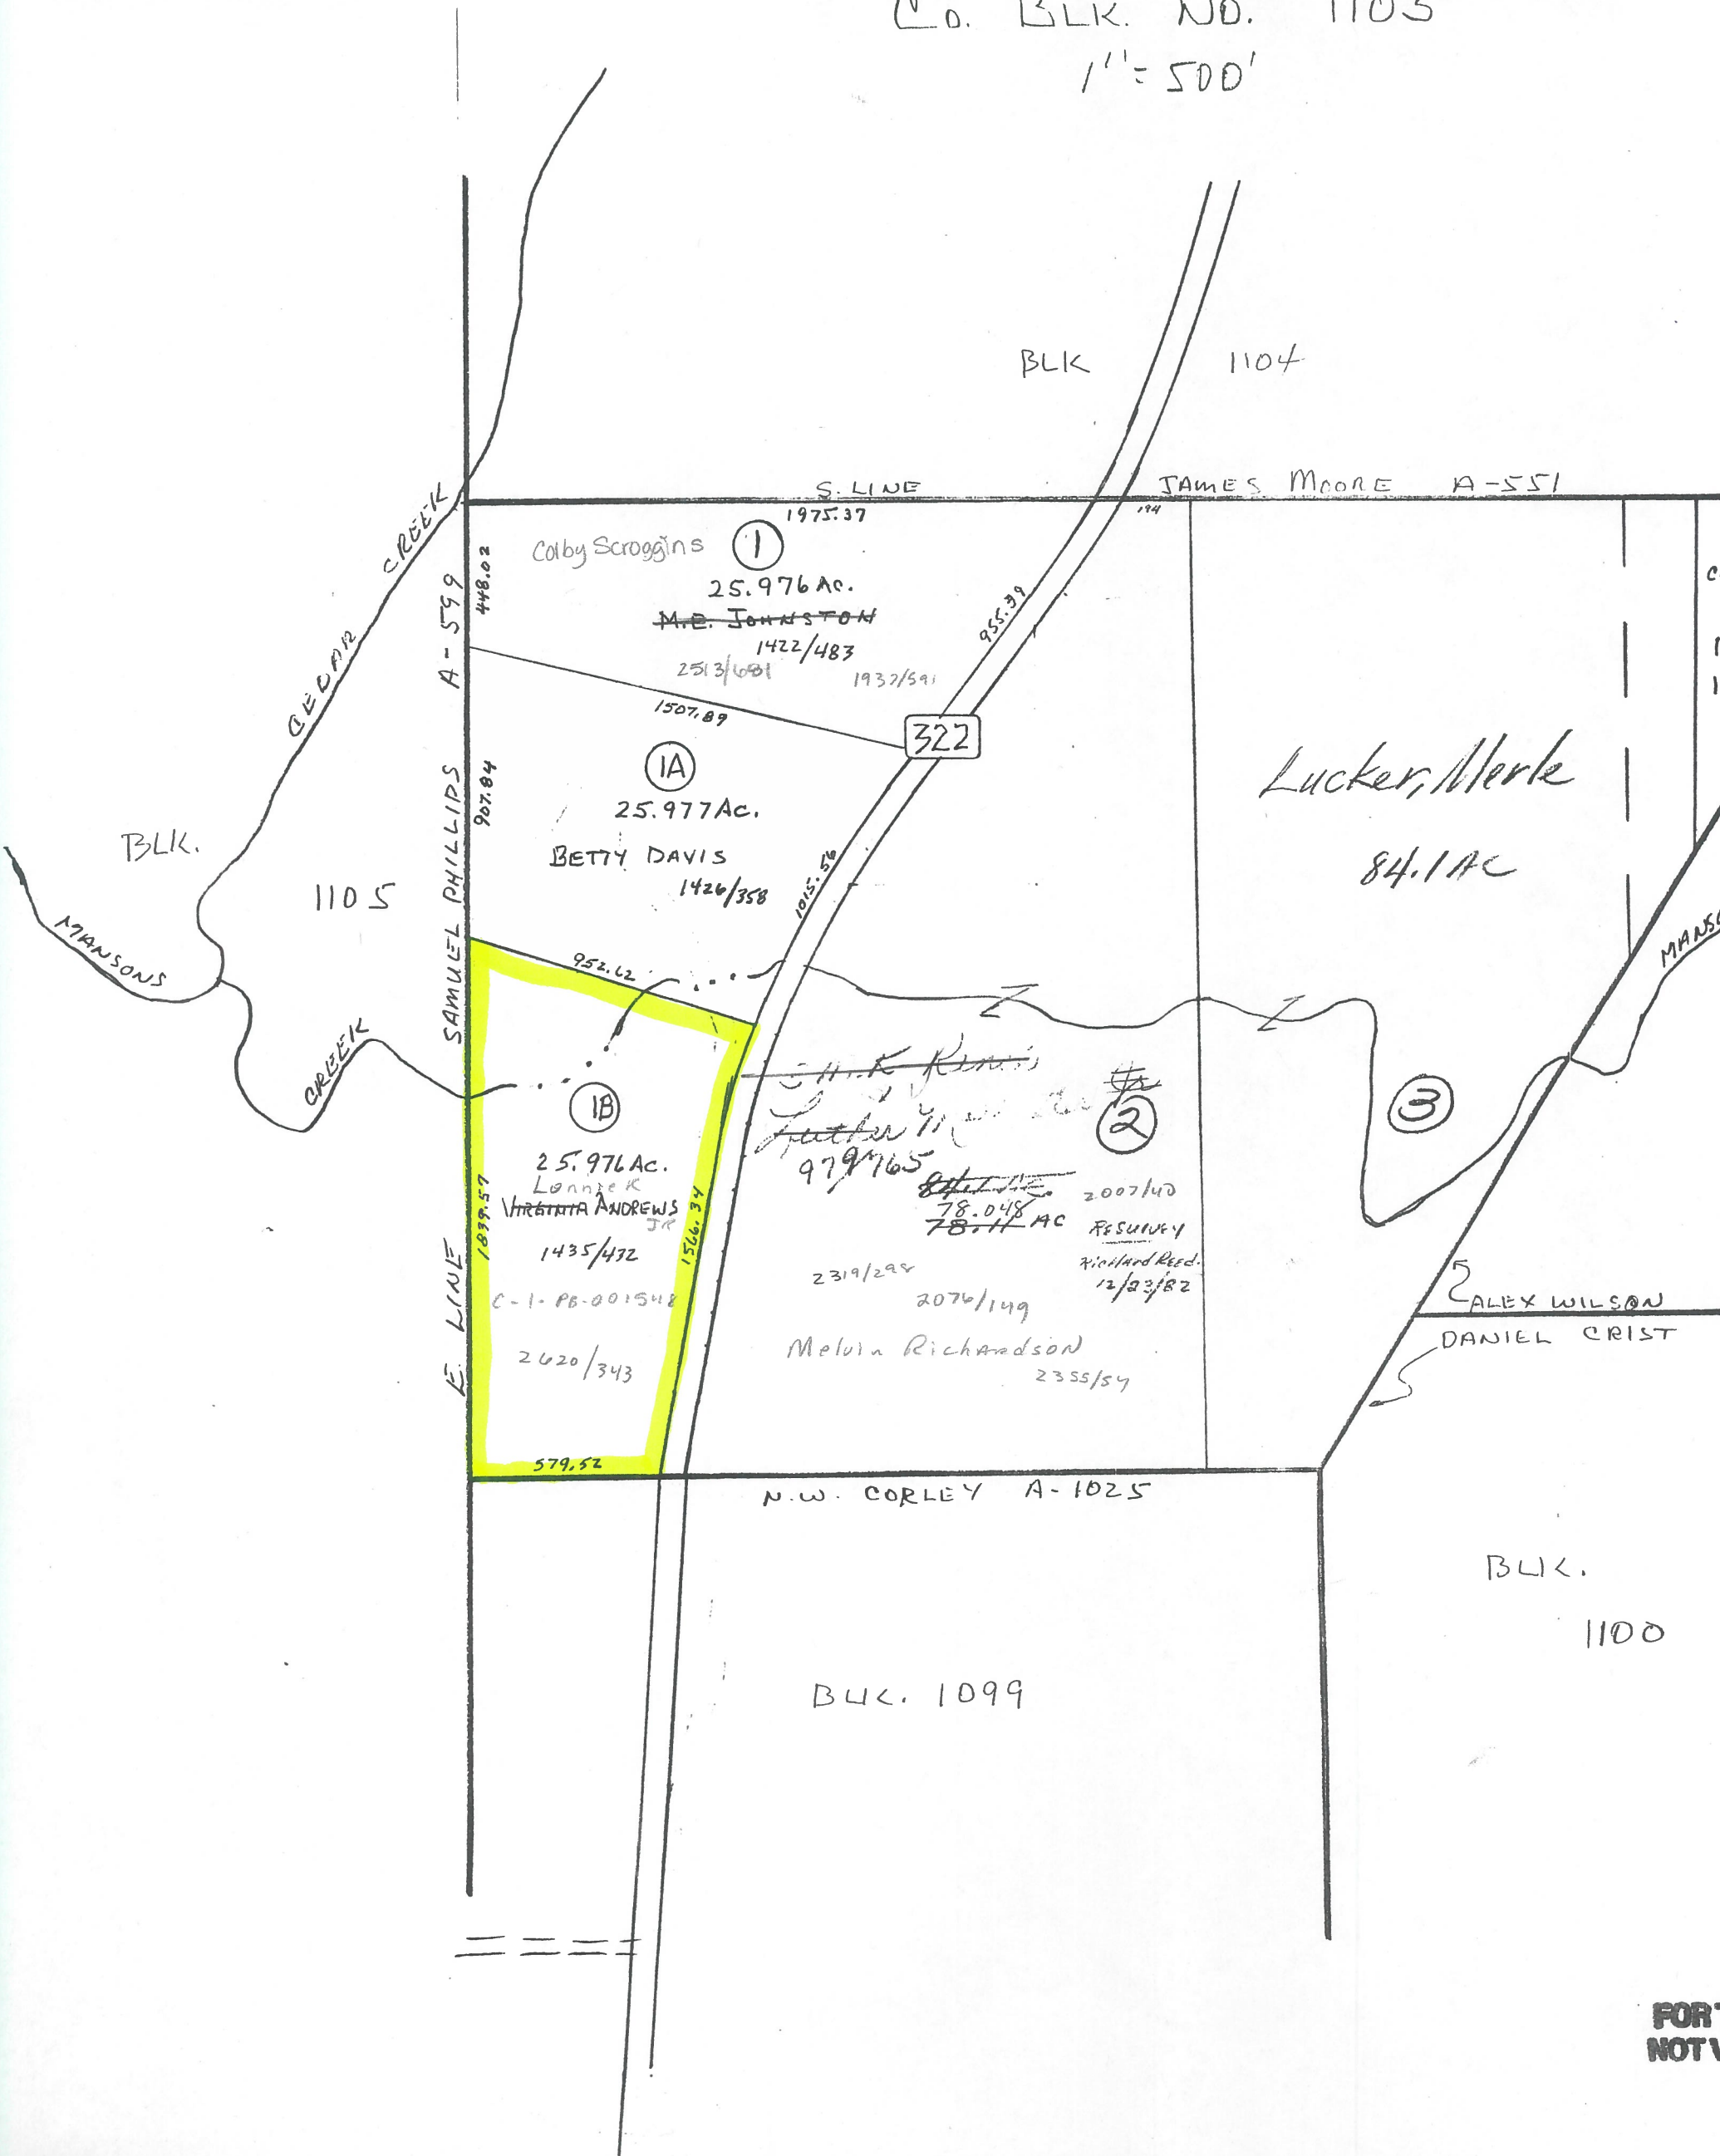 Co. BLK. NO. 1103
1" = 500'
BLK 1104
S. LINE JAMES MOORE A-551
1975.37
194
Colby Scroggins
1
25.976 Ac.
M.E. JOHNSTON
1422/483
2513/681
448.02
955.39
1507.89
322
CEDAR CREEK
SAMUEL PHILLIPS A-599
E. LINE
1A
25.977 Ac.
BETTY DAVIS
1426/358
907.84
1015.56
Lucker, Merle
84.1 AC
BLK.
1105
MANSONS CREEK
952.62
1B
25.976 Ac.
Lonnie K
VIRGINIA ANDREWS
JR
1435/432
C-1-PB-001548
2620/343
1839.57
1566.34
579.52
Luther
979/765
2
78.048
78.11 AC
2007/40
RESURVEY
Richard Reed.
12/23/82
2319/298
2076/149
Melvin Richardson
2355/54
3
ALEX WILSON
DANIEL CRIST
N.W. CORLEY A-1025
BLK.
1100
BLK. 1099